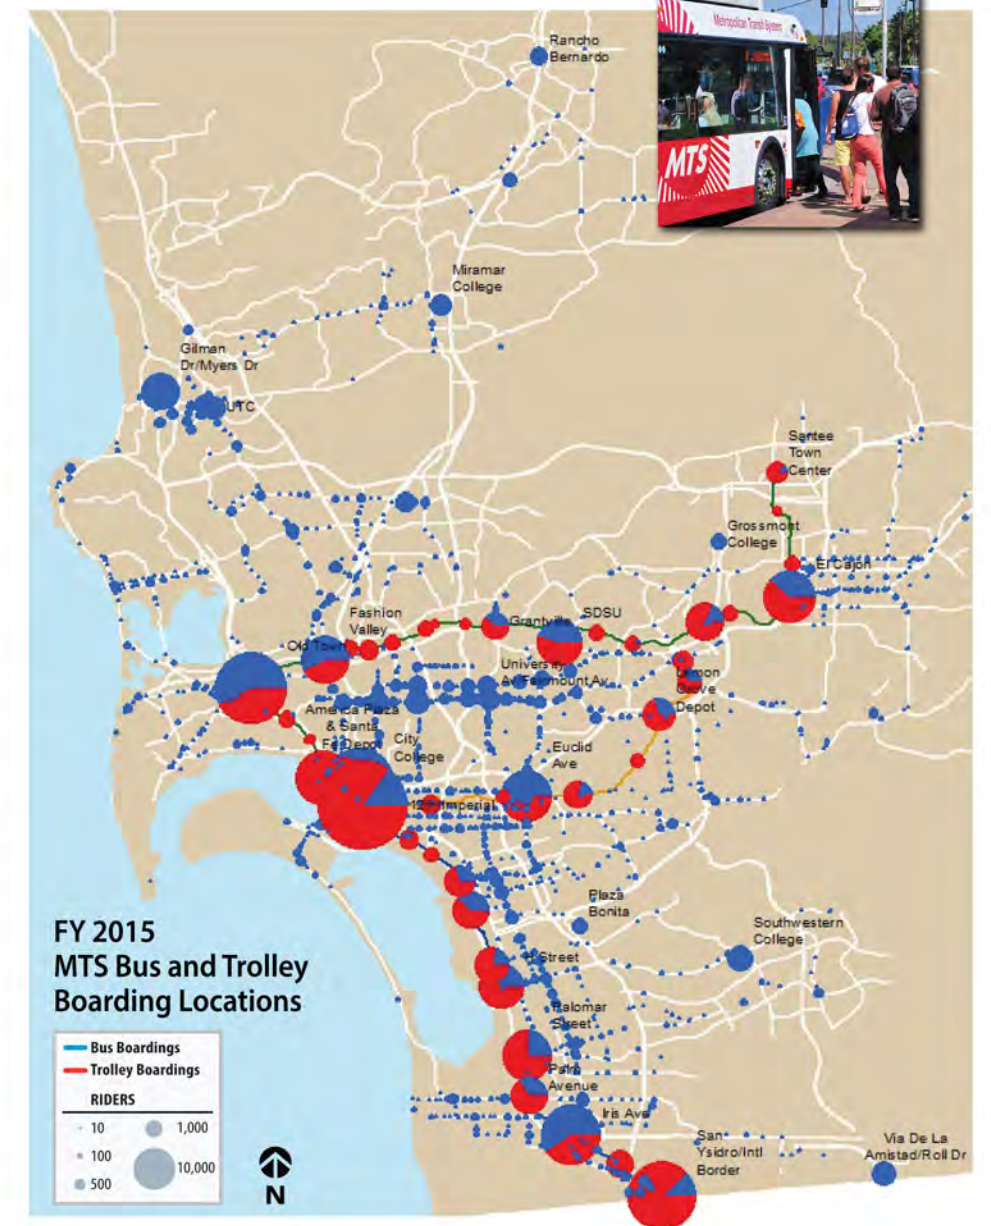 Metropolitan Transit System
MTS
Rancho
Bernardo
Miramar
College
Gilman
Dr/Myers Dr
UTC
Santee
Town
Center
Grossmont
College
El Cajon
Fashion
Valley
Grantville
SDSU
Old Town
University
Av/Fairmount Av
Lemon
Grove
Depot
America Plaza
& Santa
Fe Depot
City
College
Euclid
Ave
12th/Imperial
Plaza
Bonita
Southwestern
College
H Street
Palomar
Street
Palm
Avenue
Iris Ave
San
Ysidro/Intl
Border
Via De La
Amistad/Roll Dr
FY 2015
MTS Bus and Trolley
Boarding Locations
Bus Boardings
Trolley Boardings
RIDERS
10
1,000
100
500
10,000
N